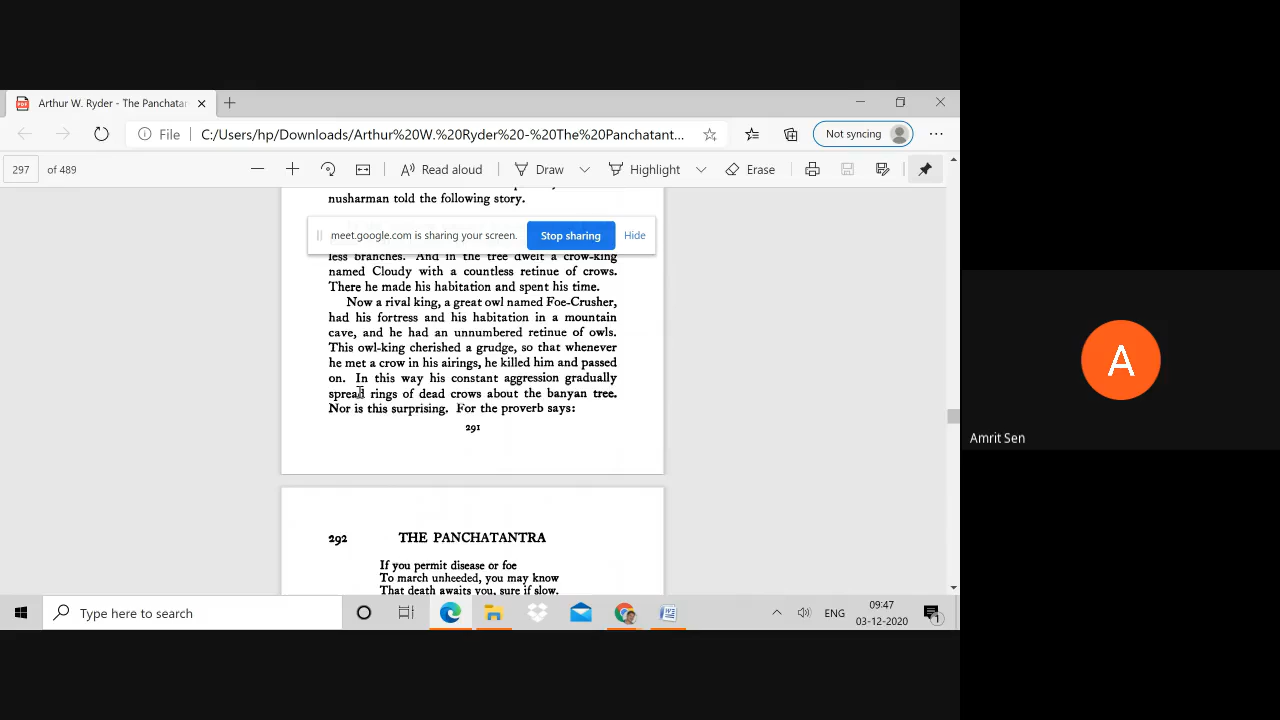 Arthur W. Ryder - The Panchatar
Not syncing
File
C:/Users/hp/Downloads/Arthur%20W.%20Ryder%20-%20The%20Panchatant...
297 of 489
Read aloud
Draw
Highlight
Erase
nusharman told the following story.
meet.google.com is sharing your screen.
Stop sharing
Hide
less branches. And in the tree dwelt a crow-king
named Cloudy with a countless retinue of crows.
There he made his habitation and spent his time.
Now a rival king, a great owl named Foe-Crusher,
had his fortress and his habitation in a mountain
cave, and he had an unnumbered retinue of owls.
This owl-king cherished a grudge, so that whenever
he met a crow in his airings, he killed him and passed
on. In this way his constant aggression gradually
spread rings of dead crows about the banyan tree.
Nor is this surprising. For the proverb says:
291
292 THE PANCHATANTRA
If you permit disease or foe
To march unheeded, you may know
That death awaits you, sure if slow.
A
Amrit Sen
Type here to search
ENG
09:47
03-12-2020
1